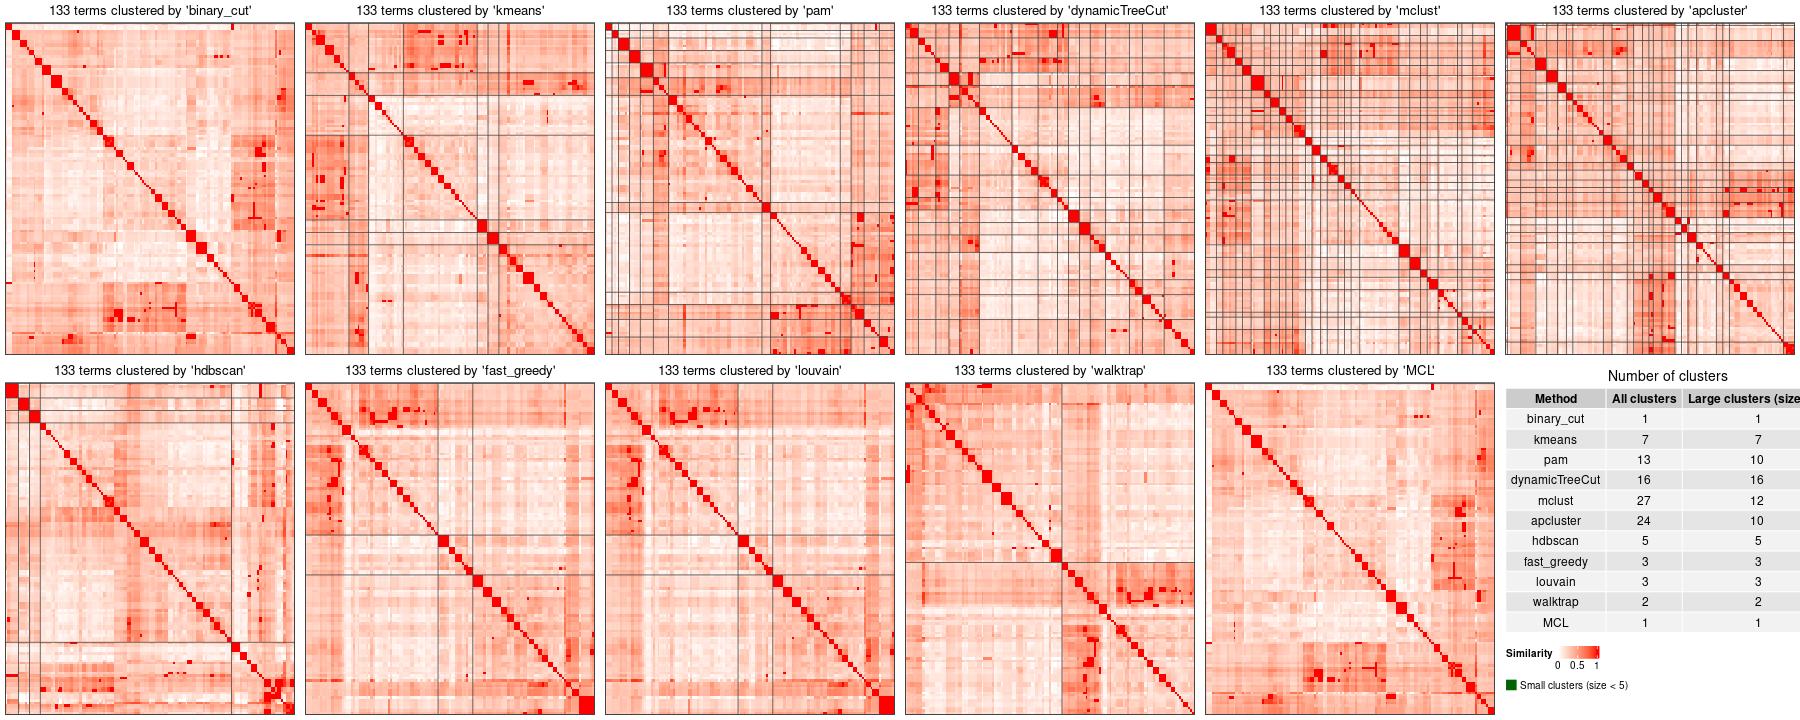 133 terms clustered by 'binary_cut'
133 terms clustered by 'kmeans'
133 terms clustered by 'pam'
133 terms clustered by 'dynamicTreeCut'
133 terms clustered by 'mclust'
133 terms clustered by 'apcluster'
133 terms clustered by 'hdbscan'
133 terms clustered by 'fast_greedy'
133 terms clustered by 'louvain'
133 terms clustered by 'walktrap'
133 terms clustered by 'MCL'
Number of clusters
Method All clusters Large clusters (size
binary_cut 1 1
kmeans 7 7
pam 13 10
dynamicTreeCut 16 16
mclust 27 12
apcluster 24 10
hdbscan 5 5
fast_greedy 3 3
louvain 3 3
walktrap 2 2
MCL 1 1
Similarity
0 0.5 1
Small clusters (size < 5)